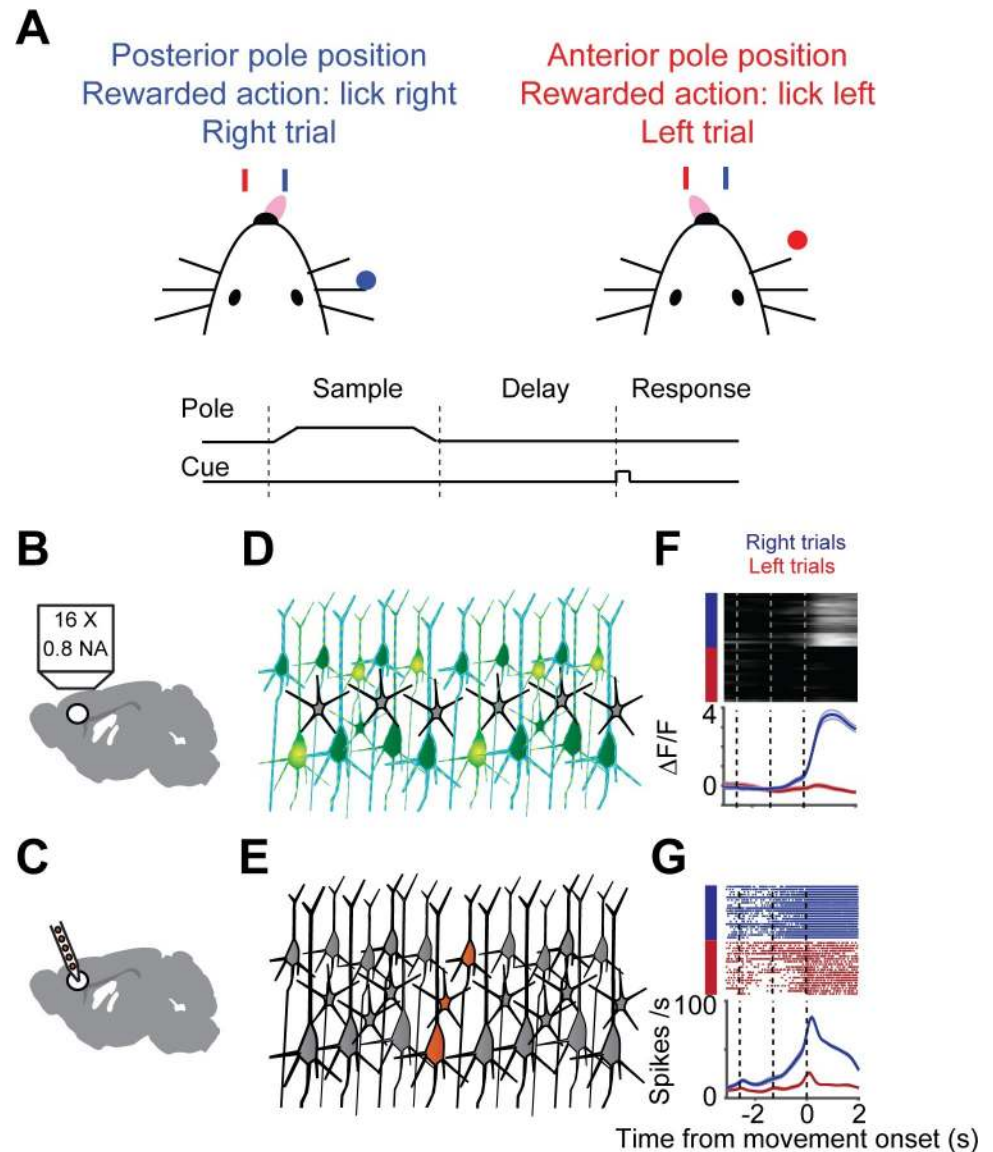 A
Posterior pole position
Rewarded action: lick right
Right trial
Anterior pole position
Rewarded action: lick left
Left trial
Sample
Delay
Response
Pole
Cue
B
16 X
0.8 NA
D
F
Right trials
Left trials
4
ΔF/F
0
C
E
G
100
Spikes /s
0
-2
0
2
Time from movement onset (s)